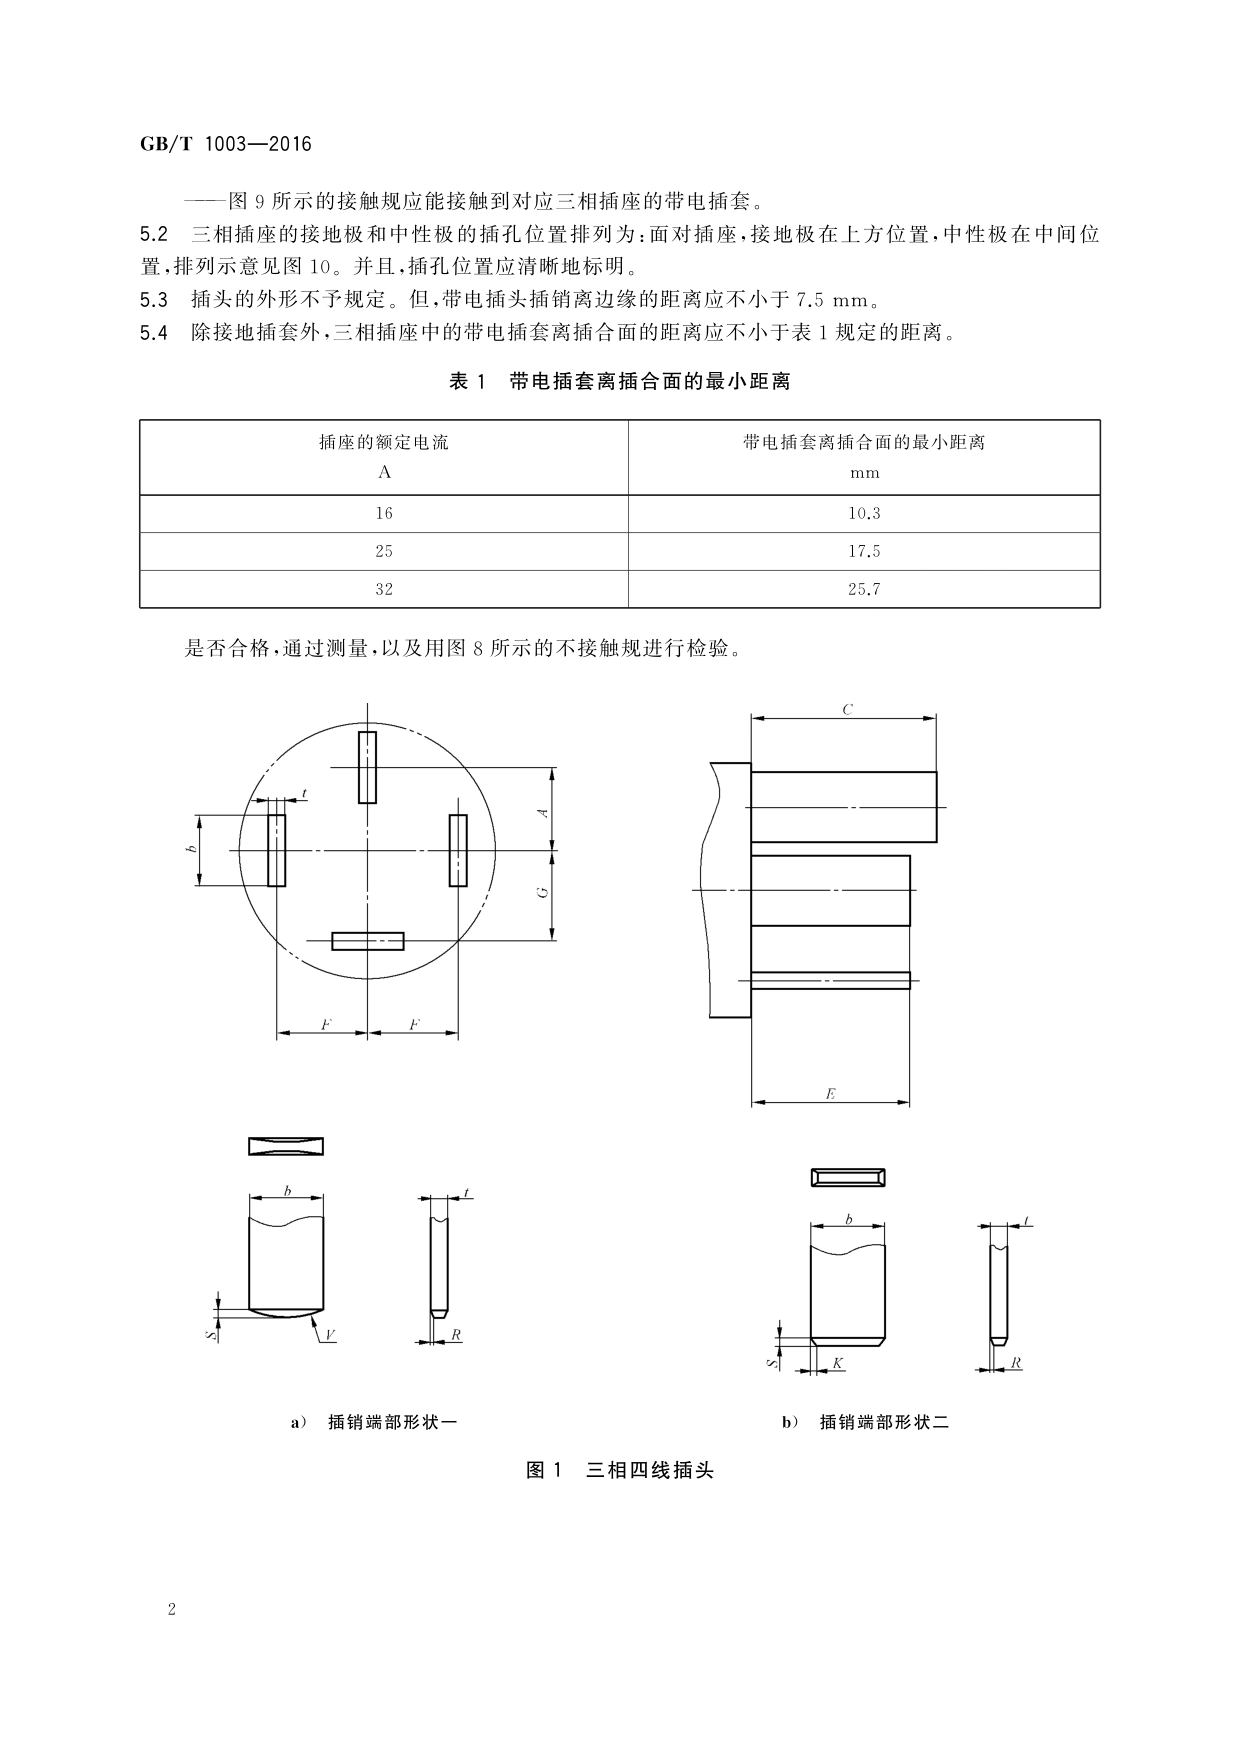 GB/T 1003—2016
——图 9 所示的接触规应能接触到对应三相插座的带电插套。
5.2 三相插座的接地极和中性极的插孔位置排列为:面对插座,接地极在上方位置,中性极在中间位
置,排列示意见图 10。并且,插孔位置应清晰地标明。
5.3 插头的外形不予规定。但,带电插头插销离边缘的距离应不小于 7.5 mm。
5.4 除接地插套外,三相插座中的带电插套离插合面的距离应不小于表 1 规定的距离。
表 1 带电插套离插合面的最小距离
插座的额定电流
A
带电插套离插合面的最小距离
mm
16 10.3
25 17.5
32 25.7
是否合格,通过测量,以及用图 8 所示的不接触规进行检验。
t
b
A
G
F F
C
E
b
t
S
V
R
b
t
S
K
R
a) 插销端部形状一
b) 插销端部形状二
图 1 三相四线插头
2